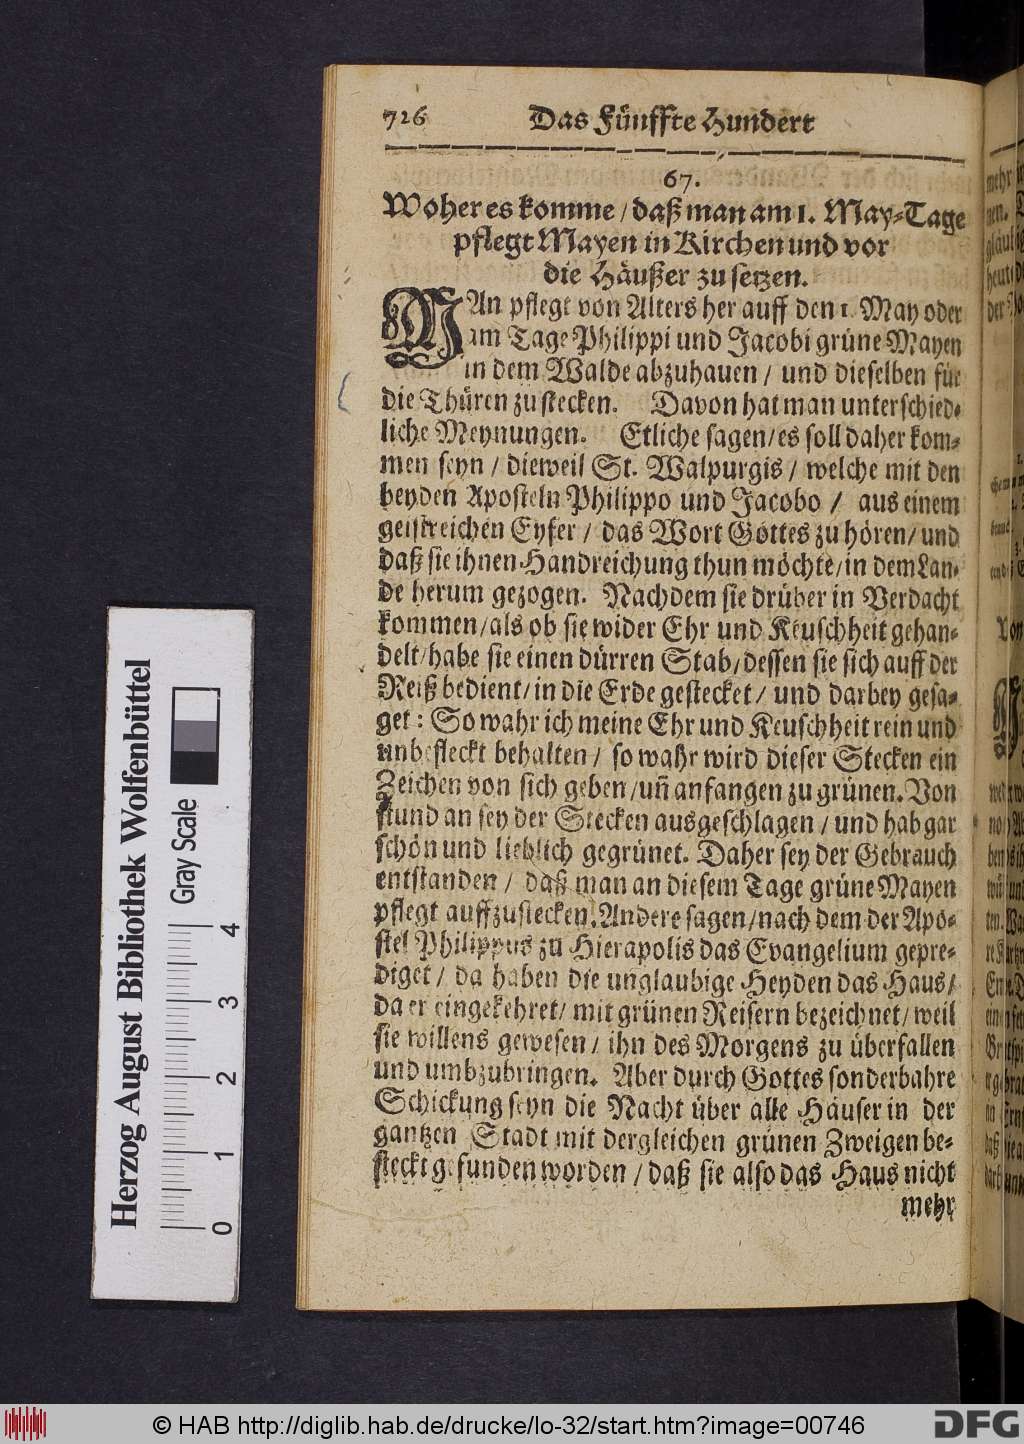 726 Das Fünffte Hundert
67.
Woher es komme / daß man am 1. May-Tage
pflegt Mayen in Kirchen und vor
die Häußer zu setzen.
MAn pflegt von Alters her auff den 1. May oder
am Tage Philippi und Jacobi grüne Mayen
in dem Walde abzuhauen / und dieselben für
die Thüren zu stecken. Davon hat man unterschied-
liche Meynungen. Etliche sagen / es soll daher kom-
men seyn / dieweil St. Walpurgis / welche mit den
beyden Aposteln Philippo und Jacobo / aus einem
geistreichen Eyfer / das Wort Gottes zu hören / und
daß sie ihnen Handreichung thun möchte / in dem Lan-
de herum gezogen. Nachdem sie drüber in Verdacht
kommen / als ob sie wider Ehr und Keuschheit gehan-
delt / habe sie einen dürren Stab / dessen sie sich auff der
Reiß bedient / in die Erde gestecket / und darbey gesa-
get: So wahr ich meine Ehr und Keuschheit rein und
unbefleckt behalten / so wahr wird dieser Stecken ein
Zeichen von sich geben / uñ anfangen zu grünen. Von
stund an sey der Stecken ausgeschlagen / und hab gar
schön und lieblich gegrünet. Daher sey der Gebrauch
entstanden / daß man an diesem Tage grüne Mayen
pflegt auffzustecken. Andere sagen / nach dem der Apo-
stel Philippus zu Hierapolis das Evangelium gepre-
diget / da haben die unglaubige Heyden das Haus /
da er eingekehret / mit grünen Reisern bezeichnet / weil
sie willens gewesen / ihn des Morgens zu überfallen
und umbzubringen. Aber durch Gottes sonderbahre
Schickung seyn die Nacht über alle Häuser in der
gantzen Stadt mit dergleichen grünen Zweigen be-
steckt gefunden worden / daß sie also das Haus nicht
mehr
Herzog August Bibliothek Wolfenbüttel
Gray Scale
0 1 2 3 4
© HAB http://diglib.hab.de/drucke/lo-32/start.htm?image=00746
DFG